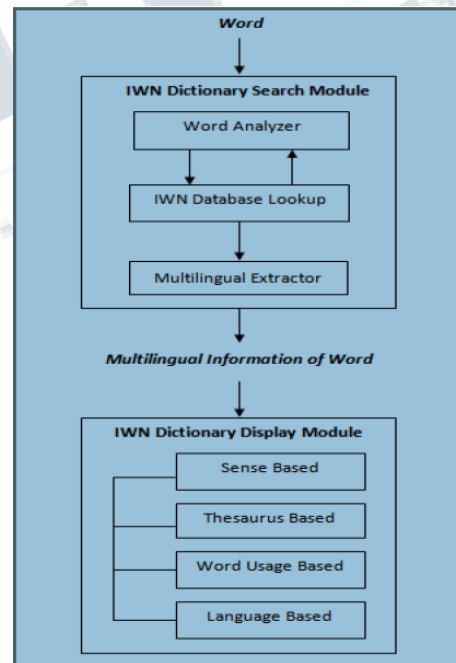 Word
IWN Dictionary Search Module
Word Analyzer
IWN Database Lookup
Multilingual Extractor
Multilingual Information of Word
IWN Dictionary Display Module
Sense Based
Thesaurus Based
Word Usage Based
Language Based